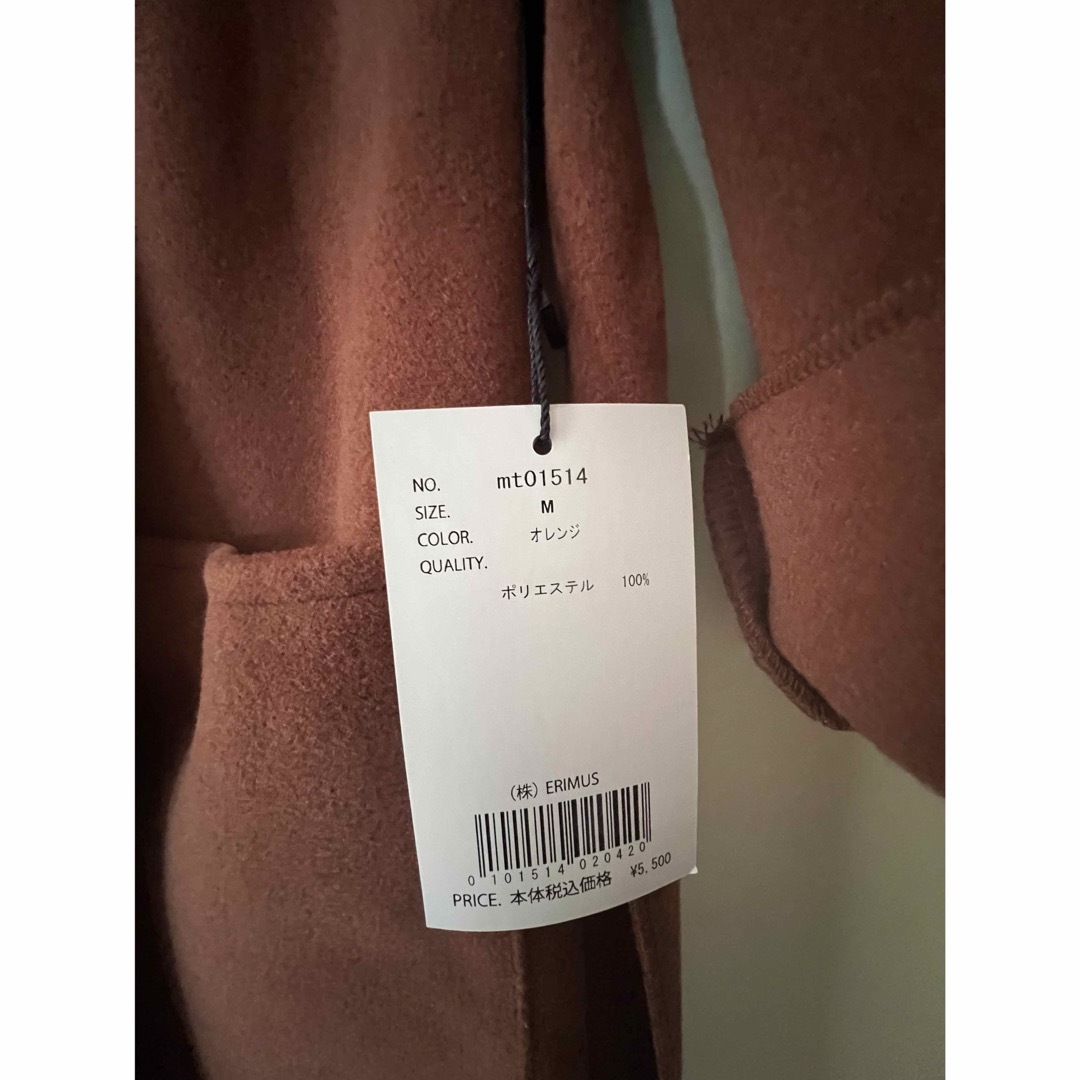 NO. mt01514
SIZE. M
COLOR. オレンジ
QUALITY.
ポリエステル 100%
(株) ERIMUS
0 101514 020420
PRICE. 本体税込価格 ¥5,500